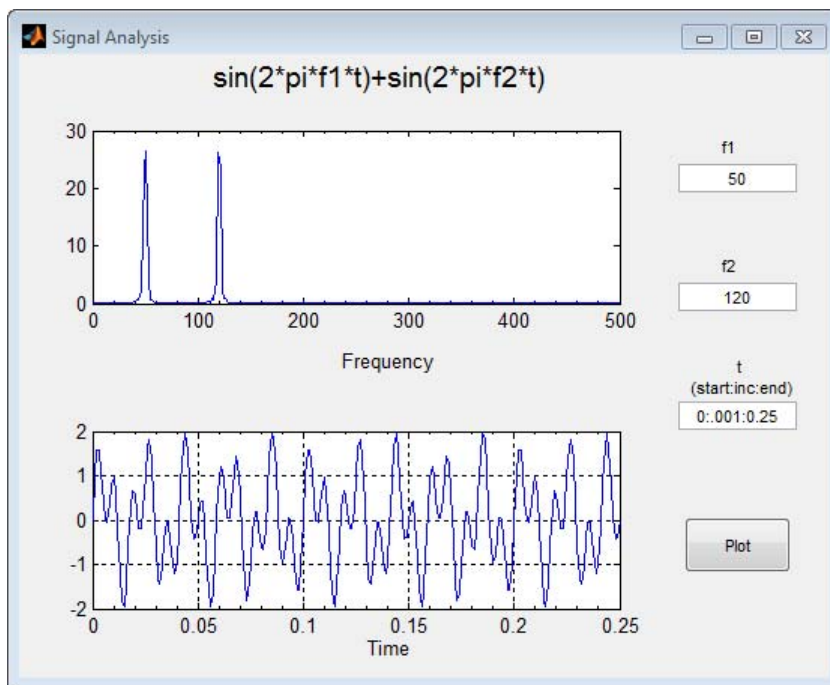 Signal Analysis
sin(2*pi*f1*t)+sin(2*pi*f2*t)
30
20
10
0
0 100 200 300 400 500
Frequency
f1
50
f2
120
t
(start:inc:end)
0:.001:0.25
2
1
0
-1
-2
0 0.05 0.1 0.15 0.2 0.25
Time
Plot